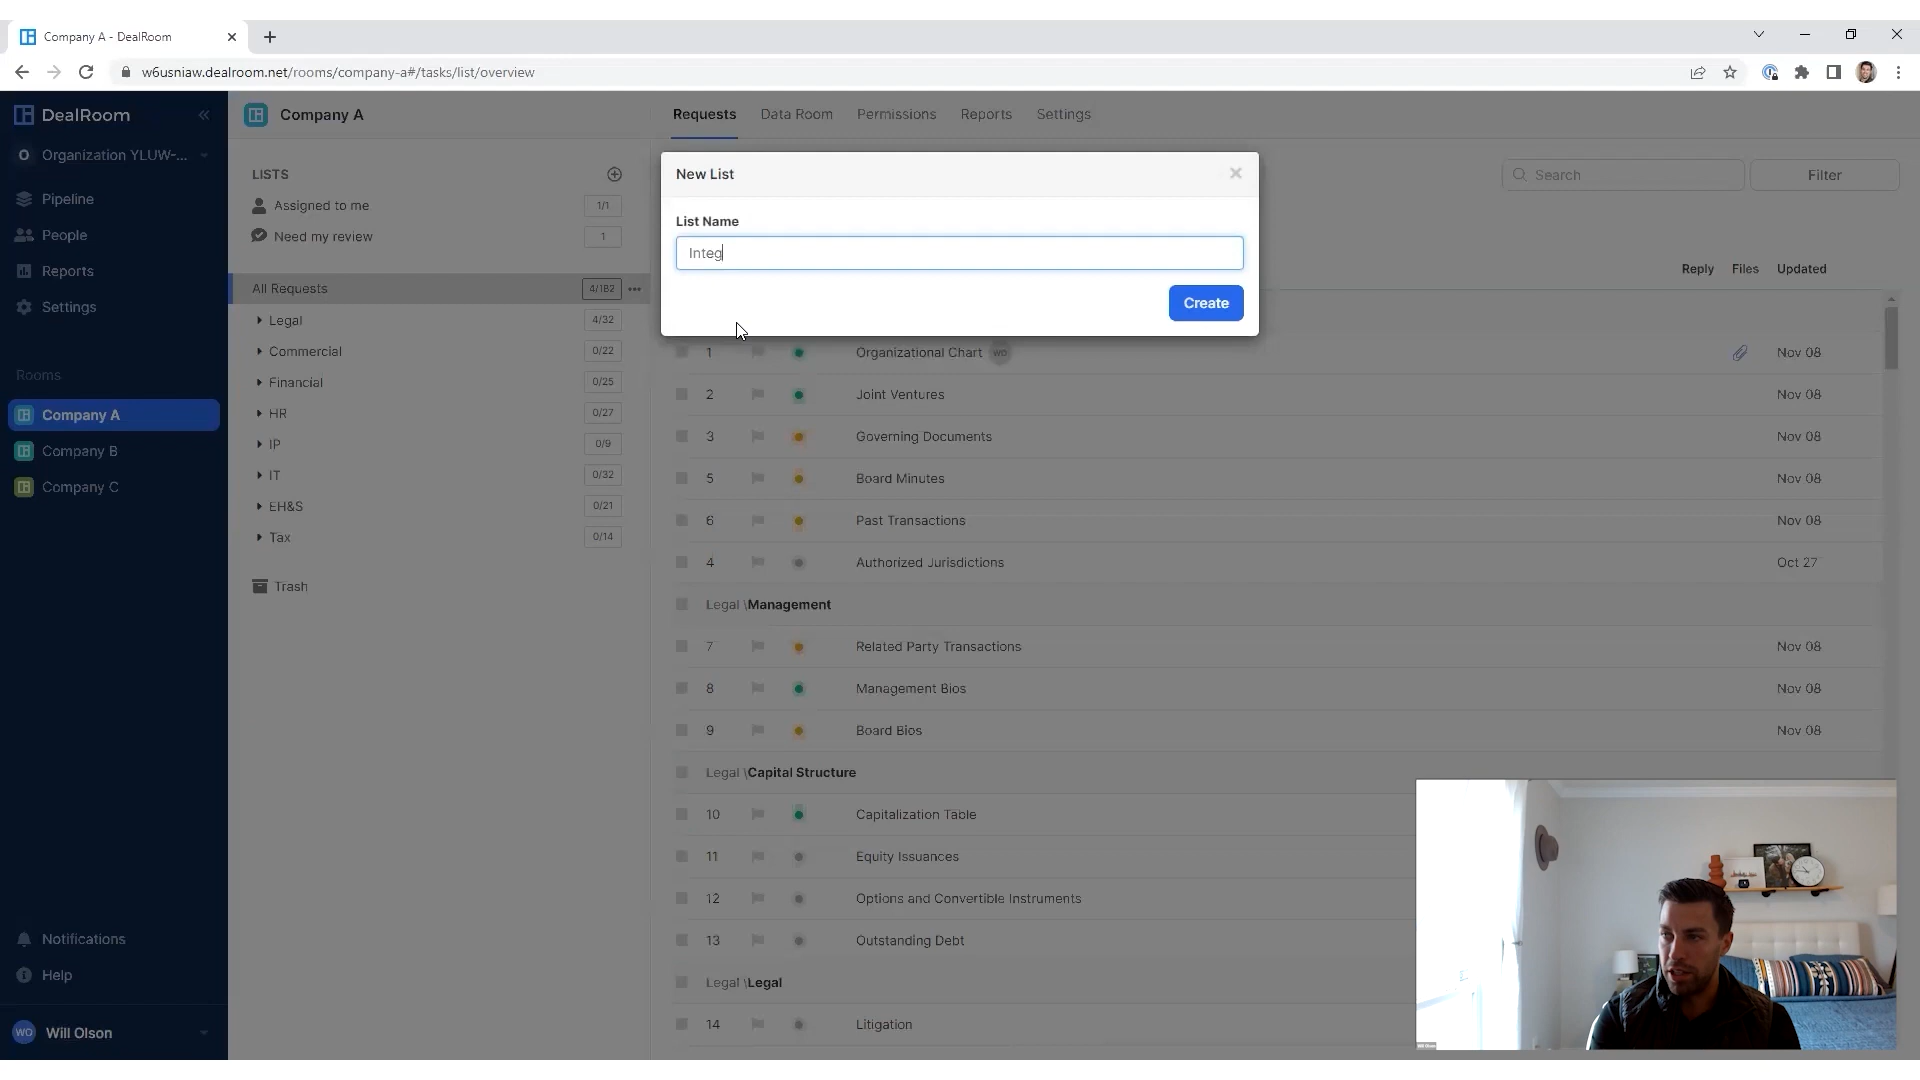 Company A - DealRoom
w6usniaw.dealroom.net/rooms/company-a#/tasks/list/overview
DealRoom
O Organization YLUW-...
Pipeline
People
Reports
Settings
Rooms
Company A
Company B
Company C
Notifications
Help
WO Will Olson
Company A
LISTS
Assigned to me 1/1
Need my review 1
All Requests 4/182
Legal 4/32
Commercial 0/22
Financial 0/25
HR 0/27
IP 0/9
IT 0/32
EH&S 0/21
Tax 0/14
Trash
Requests Data Room Permissions Reports Settings
New List
List Name
Integ
Create
Search
Filter
Reply Files Updated
1 Organizational Chart WO Nov 08
2 Joint Ventures Nov 08
3 Governing Documents Nov 08
5 Board Minutes Nov 08
6 Past Transactions Nov 08
4 Authorized Jurisdictions Oct 27
Legal \Management
7 Related Party Transactions Nov 08
8 Management Bios Nov 08
9 Board Bios Nov 08
Legal \Capital Structure
10 Capitalization Table
11 Equity Issuances
12 Options and Convertible Instruments
13 Outstanding Debt
Legal \Legal
14 Litigation
Will Olson